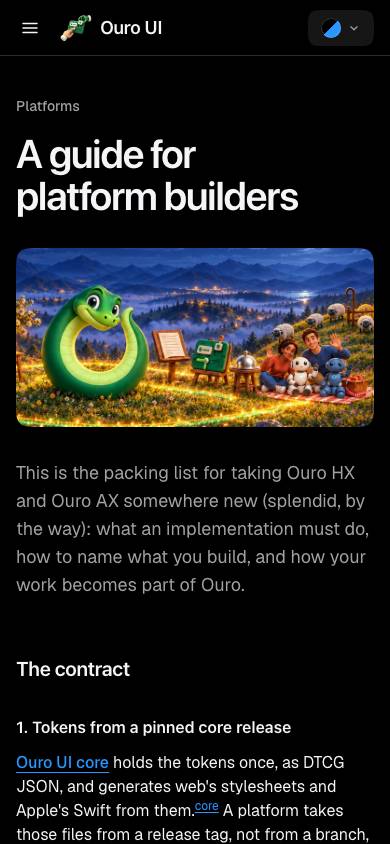 Ouro UI
Platforms
A guide for
platform builders
This is the packing list for taking Ouro HX
and Ouro AX somewhere new (splendid, by
the way): what an implementation must do,
how to name what you build, and how your
work becomes part of Ouro.
The contract
1. Tokens from a pinned core release
Ouro UI core holds the tokens once, as DTCG
JSON, and generates web's stylesheets and
Apple's Swift from them.core A platform takes
those files from a release tag, not from a branch,